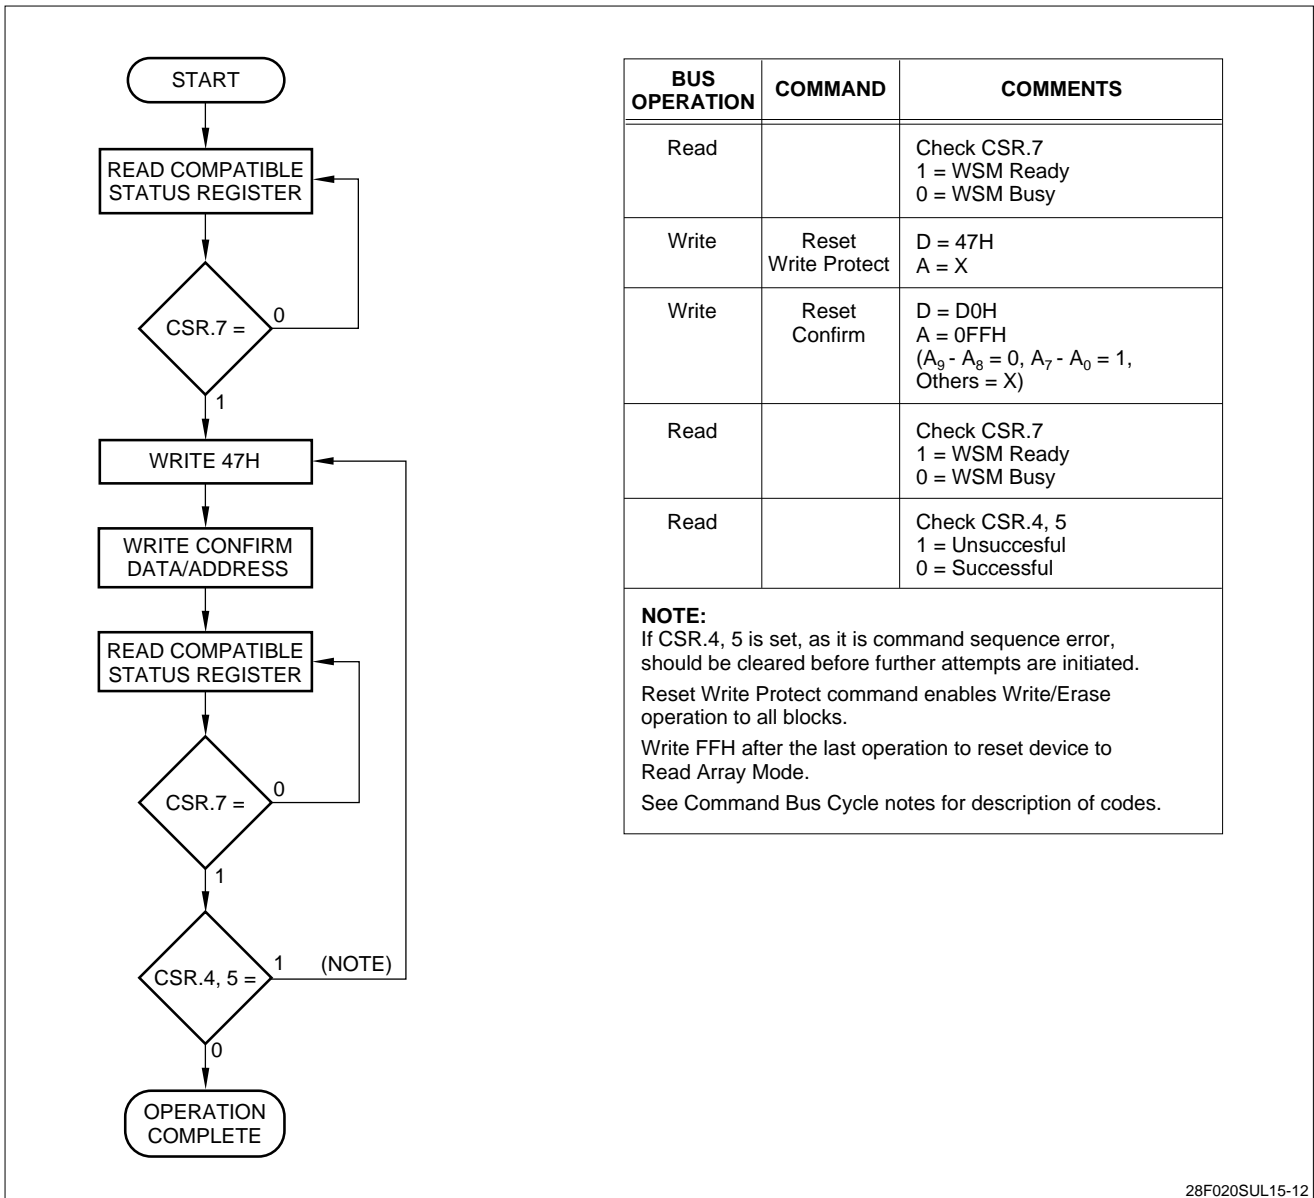 START
READ COMPATIBLE
STATUS REGISTER
CSR.7 =
0
1
WRITE 47H
WRITE CONFIRM
DATA/ADDRESS
READ COMPATIBLE
STATUS REGISTER
CSR.7 =
0
1
CSR.4, 5 =
1
(NOTE)
0
OPERATION
COMPLETE
BUS
OPERATION
COMMAND
COMMENTS
Read
Check CSR.7
1 = WSM Ready
0 = WSM Busy
Write
Reset
Write Protect
D = 47H
A = X
Write
Reset
Confirm
D = D0H
A = 0FFH
(A9 - A8 = 0, A7 - A0 = 1,
Others = X)
Read
Check CSR.7
1 = WSM Ready
0 = WSM Busy
Read
Check CSR.4, 5
1 = Unsuccesful
0 = Successful
NOTE:
If CSR.4, 5 is set, as it is command sequence error,
should be cleared before further attempts are initiated.
Reset Write Protect command enables Write/Erase
operation to all blocks.
Write FFH after the last operation to reset device to
Read Array Mode.
See Command Bus Cycle notes for description of codes.
28F020SUL15-12